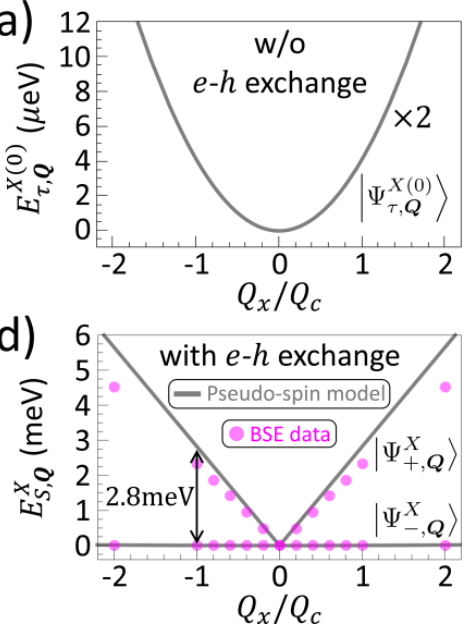 a)
w/o
e-h exchange
×2
|Ψ^{X(0)}_{τ,Q}⟩
E^{X(0)}_{τ,Q} (μeV)
12
10
8
6
4
2
0
-2 -1 0 1 2
Q_x/Q_c
d)
with e-h exchange
Pseudo-spin model
BSE data
|Ψ^X_{+,Q}⟩
2.8meV
|Ψ^X_{-,Q}⟩
E^X_{S,Q} (meV)
6
5
4
3
2
1
0
-2 -1 0 1 2
Q_x/Q_c